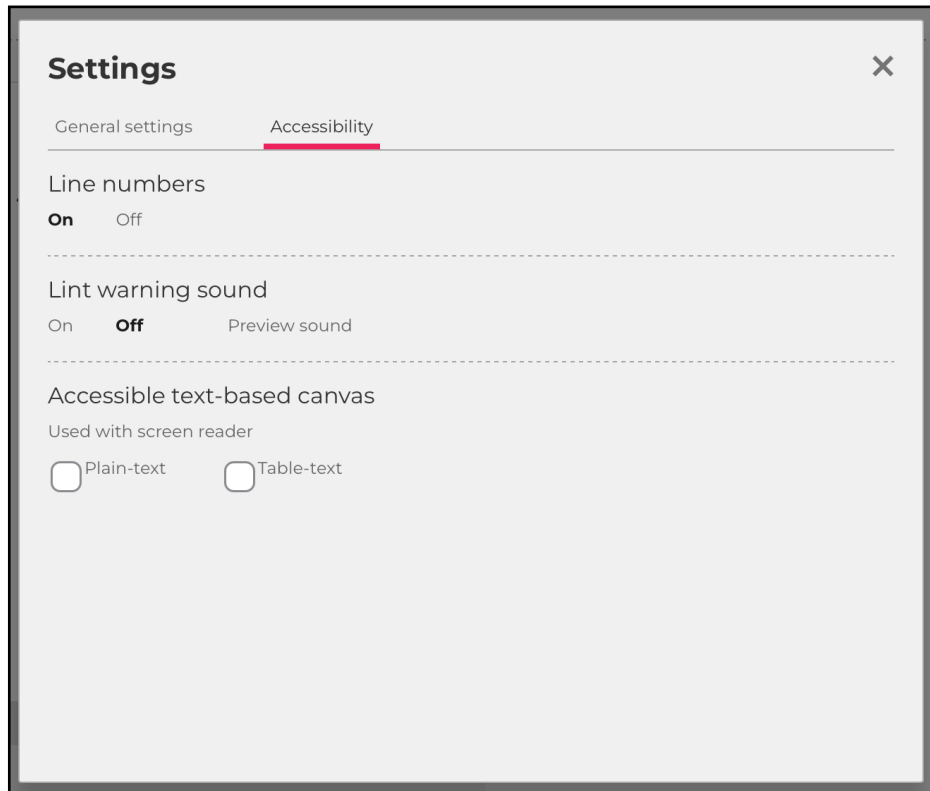 Settings
General settings Accessibility
Line numbers
On Off
Lint warning sound
On Off Preview sound
Accessible text-based canvas
Used with screen reader
Plain-text Table-text